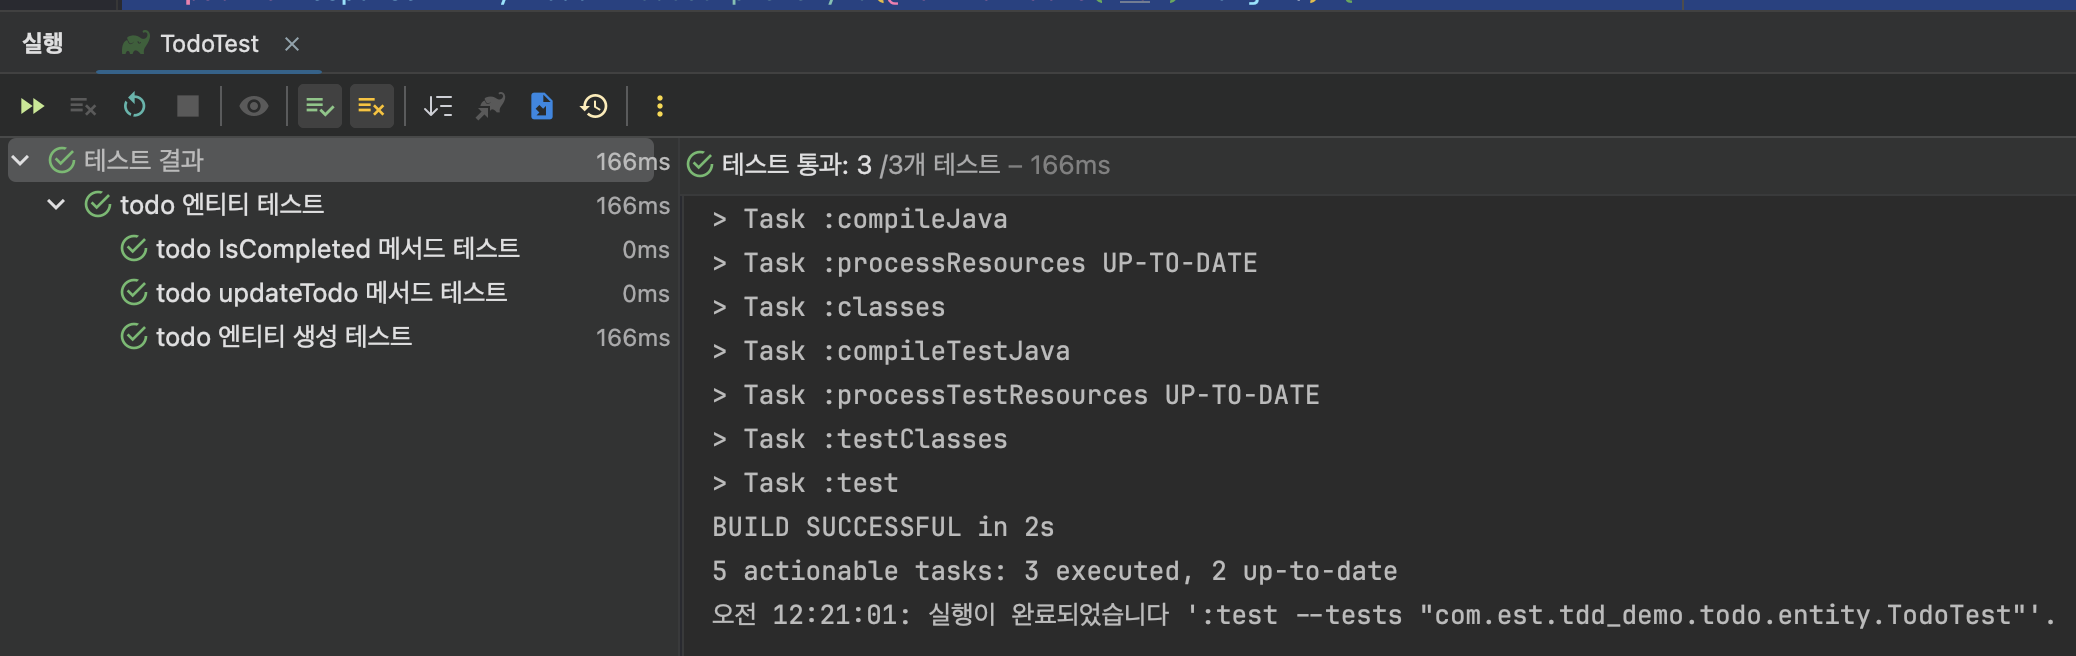 실행
TodoTest
테스트 결과 166ms
todo 엔티티 테스트 166ms
todo IsCompleted 메서드 테스트 0ms
todo updateTodo 메서드 테스트 0ms
todo 엔티티 생성 테스트 166ms
테스트 통과: 3 /3개 테스트 – 166ms
> Task :compileJava
> Task :processResources UP-TO-DATE
> Task :classes
> Task :compileTestJava
> Task :processTestResources UP-TO-DATE
> Task :testClasses
> Task :test
BUILD SUCCESSFUL in 2s
5 actionable tasks: 3 executed, 2 up-to-date
오전 12:21:01: 실행이 완료되었습니다 ':test --tests "com.est.tdd_demo.todo.entity.TodoTest"'.